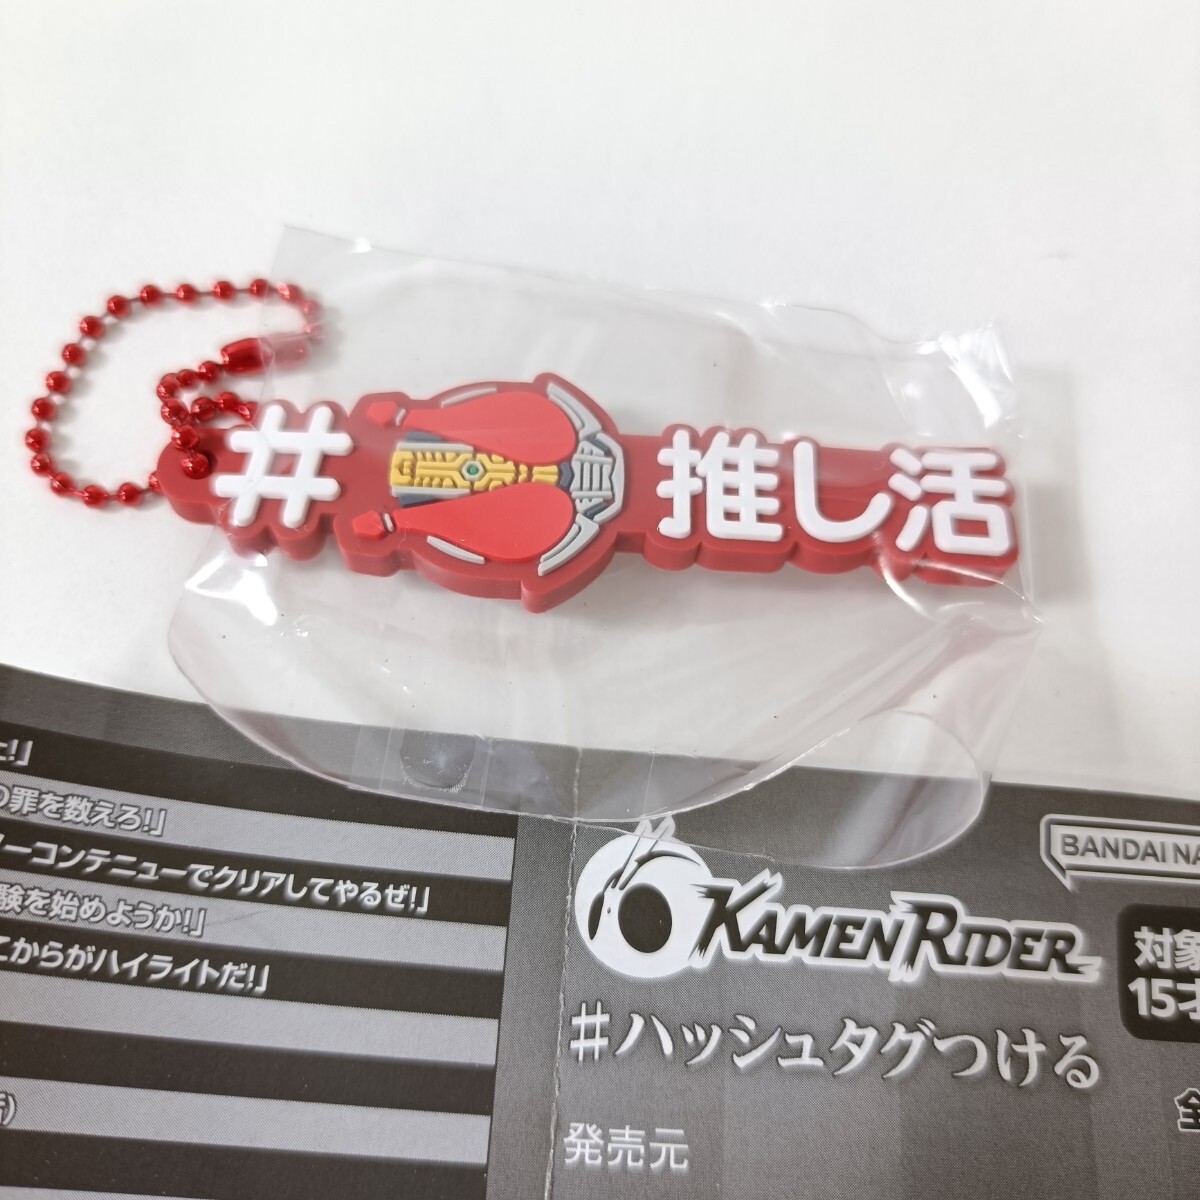 #推し活
上!」
の罪を数えろ!」
ーコンテニューでクリアしてやるぜ!」
験を始めようか!」
こからがハイライトだ!」
BANDAI NA
KAMEN RIDER
対象
15才
#ハッシュタグつける
全
発売元